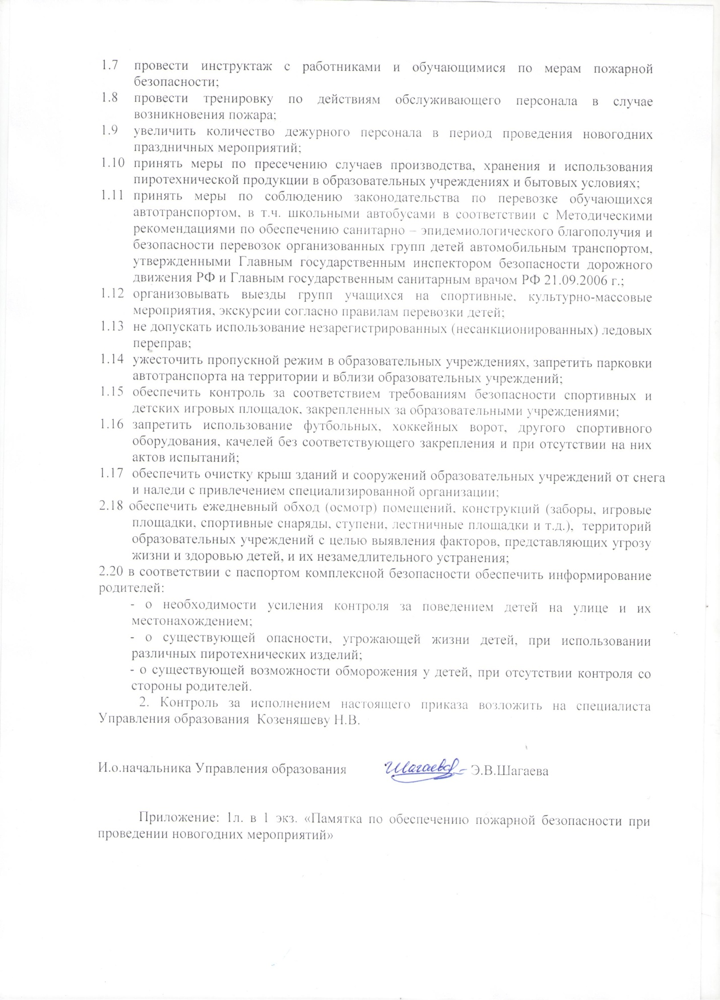 1.7 провести инструктаж с работниками и обучающимися по мерам пожарной
безопасности;
1.8 провести тренировку по действиям обслуживающего персонала в случае
возникновения пожара;
1.9 увеличить количество дежурного персонала в период проведения новогодних
праздничных мероприятий;
1.10 принять меры по пресечению случаев производства, хранения и использования
пиротехнической продукции в образовательных учреждениях и бытовых условиях;
1.11 принять меры по соблюдению законодательства по перевозке обучающихся
автотранспортом, в т.ч. школьными автобусами в соответствии с Методическими
рекомендациями по обеспечению санитарно – эпидемиологического благополучия и
безопасности перевозок организованных групп детей автомобильным транспортом,
утвержденными Главным государственным инспектором безопасности дорожного
движения РФ и Главным государственным санитарным врачом РФ 21.09.2006 г.;
1.12 организовывать выезды групп учащихся на спортивные, культурно-массовые
мероприятия, экскурсии согласно правилам перевозки детей;
1.13 не допускать использование незарегистрированных (несанкционированных) ледовых
переправ;
1.14 ужесточить пропускной режим в образовательных учреждениях, запретить парковки
автотранспорта на территории и вблизи образовательных учреждений;
1.15 обеспечить контроль за соответствием требованиям безопасности спортивных и
детских игровых площадок, закрепленных за образовательными учреждениями;
1.16 запретить использование футбольных, хоккейных ворот, другого спортивного
оборудования, качелей без соответствующего закрепления и при отсутствии на них
актов испытаний;
1.17 обеспечить очистку крыш зданий и сооружений образовательных учреждений от снега
и наледи с привлечением специализированной организации;
2.18 обеспечить ежедневный обход (осмотр) помещений, конструкций (заборы, игровые
площадки, спортивные снаряды, ступени, лестничные площадки и т.д.), территорий
образовательных учреждений с целью выявления факторов, представляющих угрозу
жизни и здоровью детей, и их незамедлительного устранения;
2.20 в соответствии с паспортом комплексной безопасности обеспечить информирование
родителей:
- о необходимости усиления контроля за поведением детей на улице и их
местонахождением;
- о существующей опасности, угрожающей жизни детей, при использовании
различных пиротехнических изделий;
- о существующей возможности обморожения у детей, при отсутствии контроля со
стороны родителей.
2. Контроль за исполнением настоящего приказа возложить на специалиста
Управления образования Козеняшеву Н.В.
И.о.начальника Управления образования Шагаева Э.В.Шагаева
Приложение: 1л. в 1 экз. «Памятка по обеспечению пожарной безопасности при
проведении новогодних мероприятий»